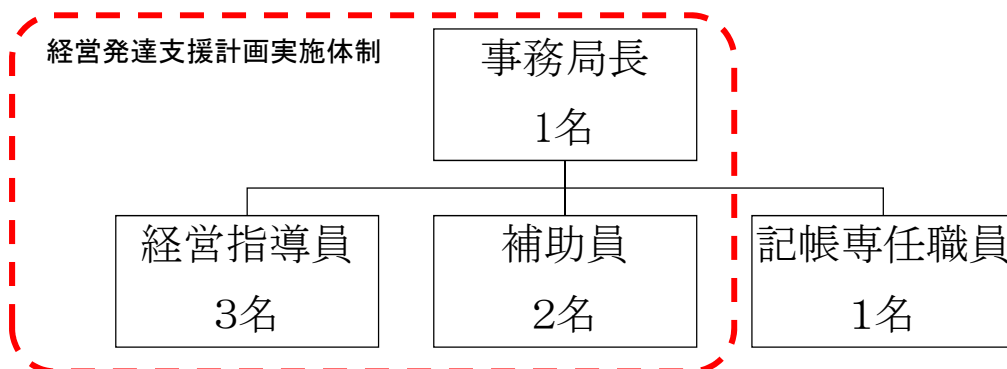 経営発達支援計画実施体制
事務局長
1名
経営指導員
3名
補助員
2名
記帳専任職員
1名